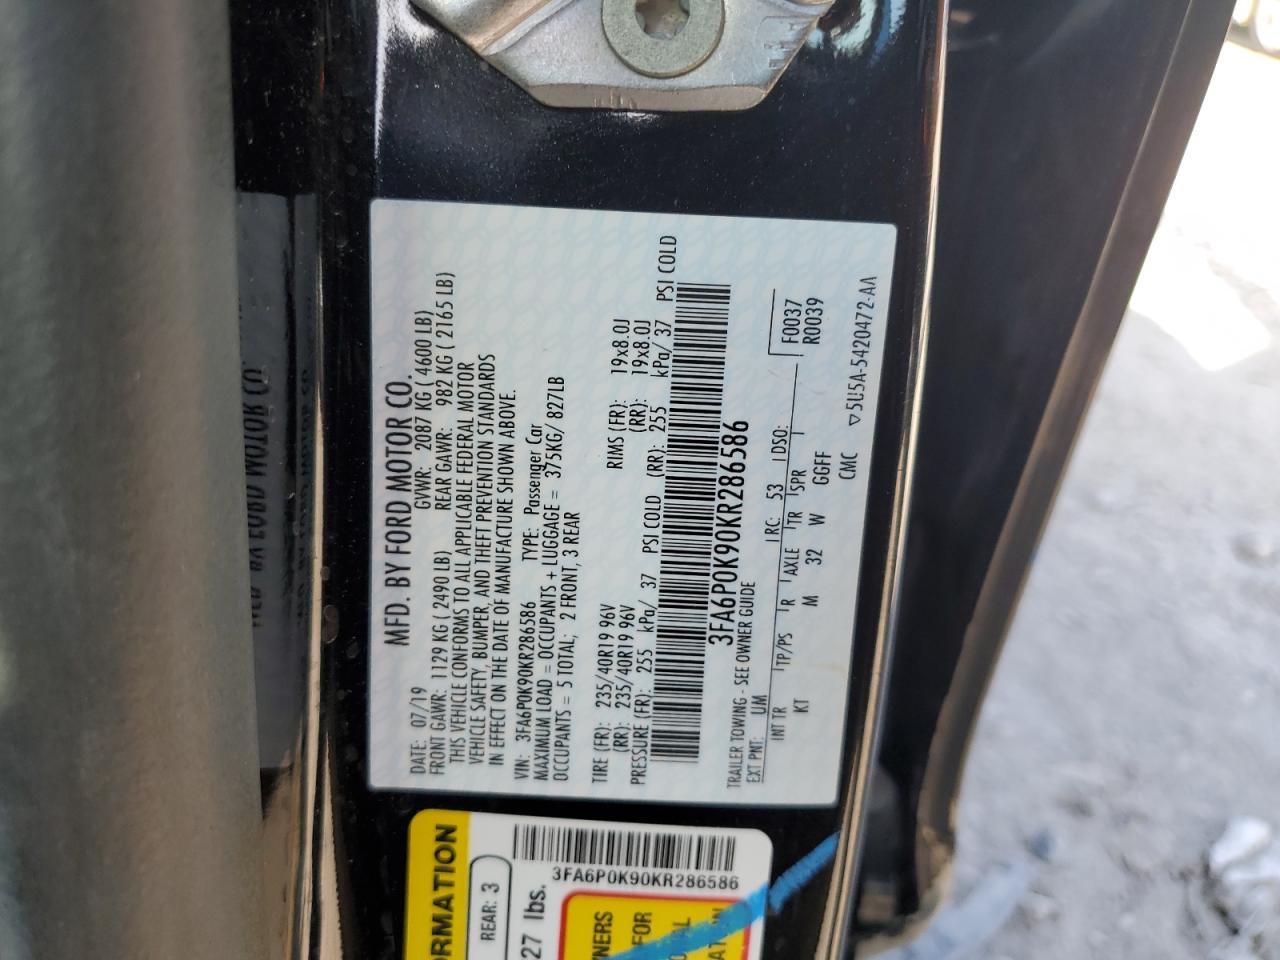 MFD. BY FORD MOTOR CO.
DATE: 07/19 GVWR: 2087 KG ( 4600 LB)
FRONT GAWR: 1129 KG ( 2490 LB) REAR GAWR: 982 KG ( 2165 LB)
THIS VEHICLE CONFORMS TO ALL APPLICABLE FEDERAL MOTOR
VEHICLE SAFETY, BUMPER, AND THEFT PREVENTION STANDARDS
IN EFFECT ON THE DATE OF MANUFACTURE SHOWN ABOVE.
VIN: 3FA6P0K90KR286586 TYPE: Passenger Car
MAXIMUM LOAD = OCCUPANTS + LUGGAGE = 375KG/ 827LB
OCCUPANTS = 5 TOTAL; 2 FRONT, 3 REAR
TIRE (FR): 235/40R19 96V RIMS (FR): 19x8.0J
(RR): 235/40R19 96V (RR): 19x8.0J
PRESSURE (FR): 255 kPa/ 37 PSI COLD (RR): 255 kPa/ 37 PSI COLD
3FA6P0K90KR286586
TRAILER TOWING - SEE OWNER GUIDE
EXT PNT: UM RC: 53 DSO: F0037
INT TR TP/PS R AXLE TR SPR R0039
KT M 32 W GGFF
CMC ▽5U5A-5420472-AA
ORMATION
REAR: 3
27 lbs.
3FA6P0K90KR286586
NERS
FOR